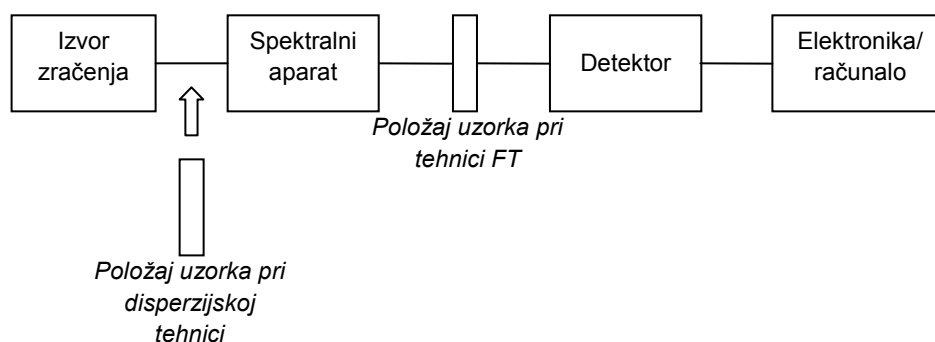 Izvor
zračenja
Spektralni
aparat
Detektor
Elektronika/
računalo
Položaj uzorka pri
tehnici FT
Položaj uzorka pri
disperzijskoj
tehnici